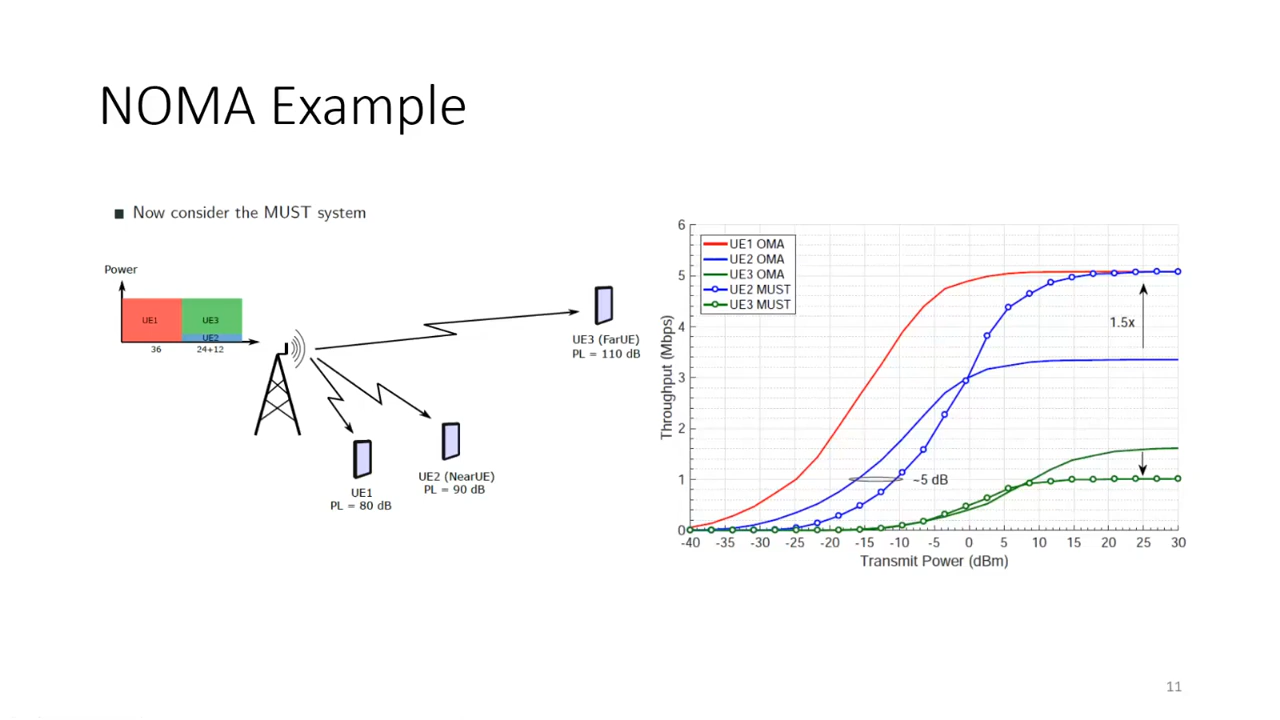 NOMA Example
Now consider the MUST system
Power
UE1
UE3
UE2
36
24+12
UE3 (FarUE)
PL = 110 dB
UE2 (NearUE)
PL = 90 dB
UE1
PL = 80 dB
UE1 OMA
UE2 OMA
UE3 OMA
UE2 MUST
UE3 MUST
1.5x
~5 dB
Throughput (Mbps)
6
5
4
3
2
1
0
-40 -35 -30 -25 -20 -15 -10 -5 0 5 10 15 20 25 30
Transmit Power (dBm)
11